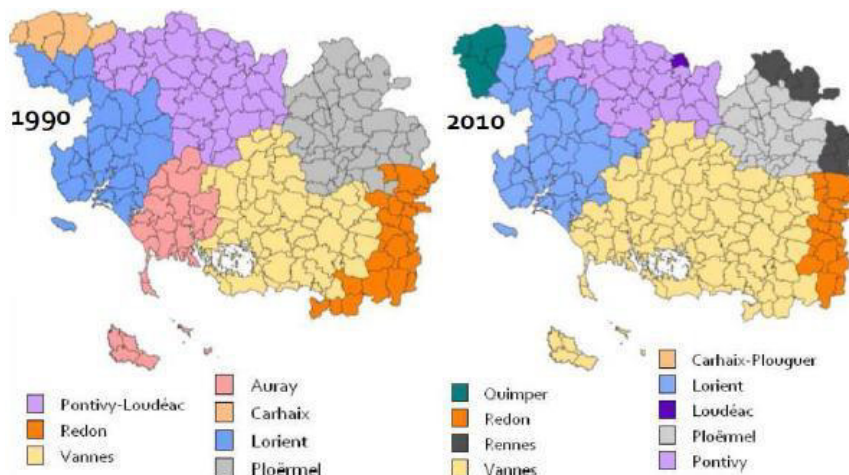 1990
Pontivy-Loudéac
Redon
Vannes
Auray
Carhaix
Lorient
Ploërmel
2010
Quimper
Redon
Rennes
Vannes
Carhaix-Plouguer
Lorient
Loudéac
Ploërmel
Pontivy